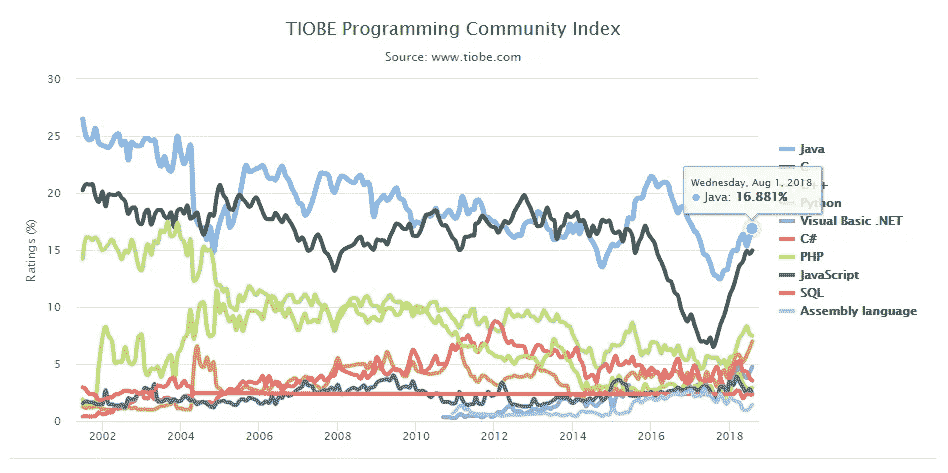 TIOBE Programming Community Index
Source: www.tiobe.com
Ratings (%)
30
25
20
15
10
5
0
2002 2004 2006 2008 2010 2012 2014 2016 2018
Wednesday, Aug 1, 2018
Java: 16.881%
Java
C
Python
Visual Basic .NET
C#
PHP
JavaScript
SQL
Assembly language